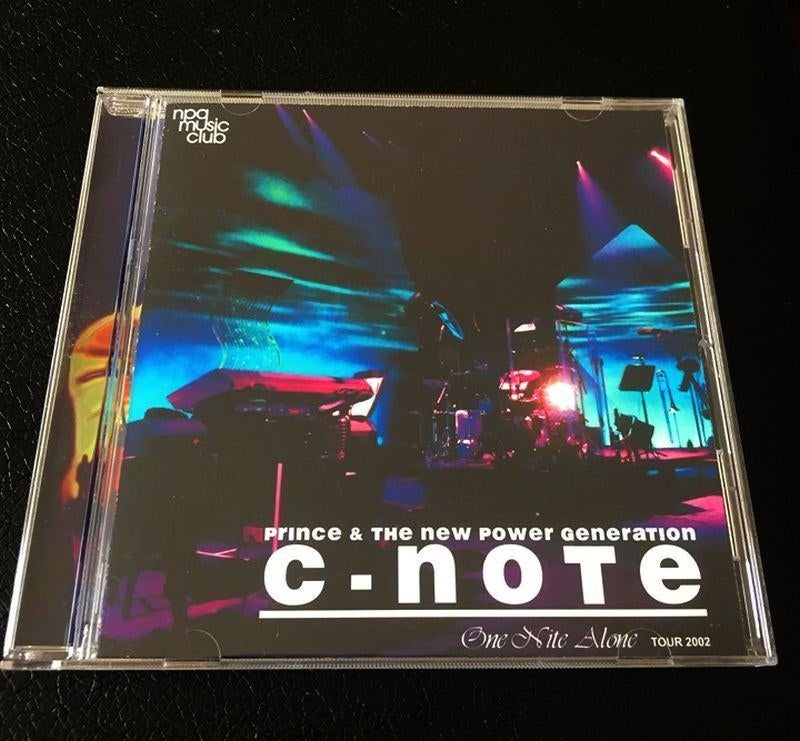 npg
music
club
Prince & The new Power Generation
c-noTe
One Nite Alone TOUR 2002